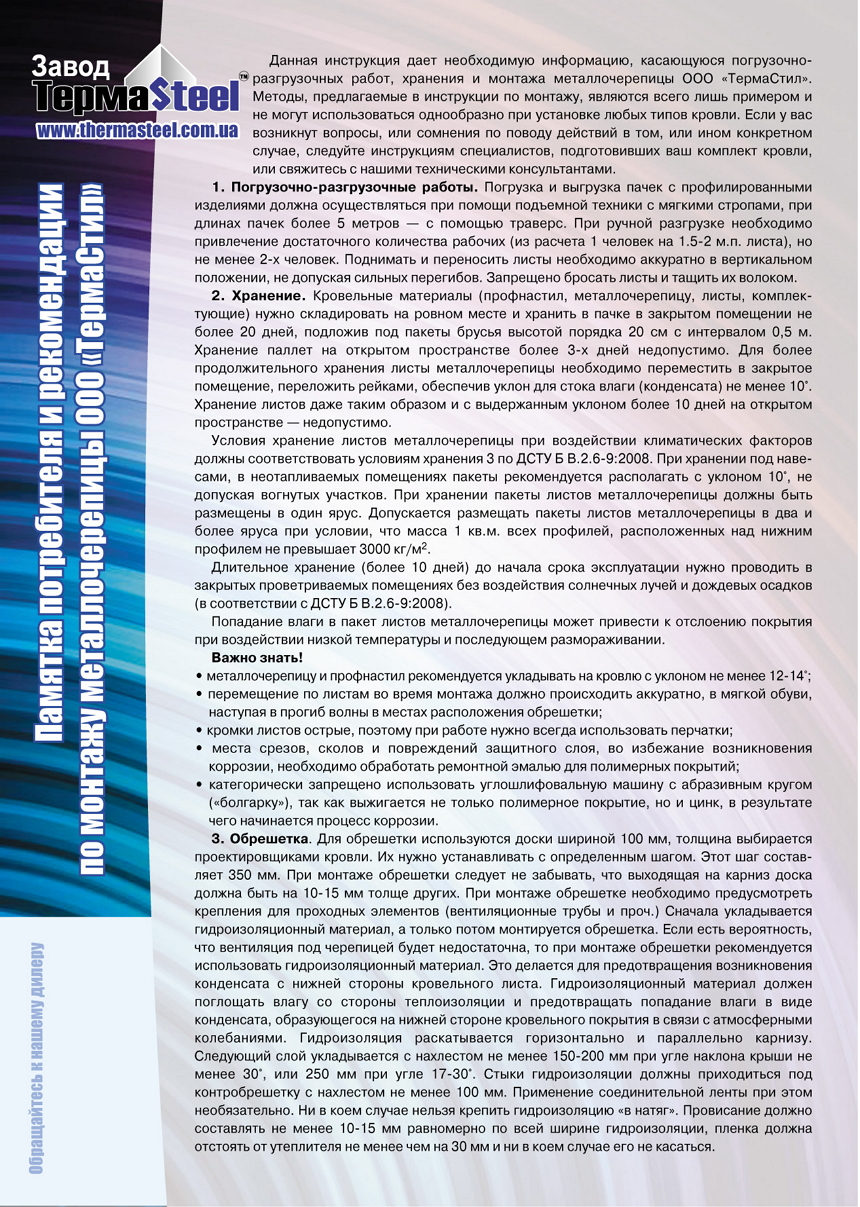 Завод
ТермаSteel
™
www.thermasteel.com.ua
Памятка потребителя и рекомендации
по монтажу металлочерепицы ООО «ТермаСтил»
Обращайтесь к нашему дилеру
Данная инструкция дает необходимую информацию, касающуюся погрузочно-
разгрузочных работ, хранения и монтажа металлочерепицы ООО «ТермаСтил».
Методы, предлагаемые в инструкции по монтажу, являются всего лишь примером и
не могут использоваться однообразно при установке любых типов кровли. Если у вас
возникнут вопросы, или сомнения по поводу действий в том, или ином конкретном
случае, следуйте инструкциям специалистов, подготовивших ваш комплект кровли,
или свяжитесь с нашими техническими консультантами.
1. Погрузочно-разгрузочные работы. Погрузка и выгрузка пачек с профилированными
изделиями должна осуществляться при помощи подъемной техники с мягкими стропами, при
длинах пачек более 5 метров — с помощью траверс. При ручной разгрузке необходимо
привлечение достаточного количества рабочих (из расчета 1 человек на 1.5-2 м.п. листа), но
не менее 2-х человек. Поднимать и переносить листы необходимо аккуратно в вертикальном
положении, не допуская сильных перегибов. Запрещено бросать листы и тащить их волоком.
2. Хранение. Кровельные материалы (профнастил, металлочерепицу, листы, комплек-
тующие) нужно складировать на ровном месте и хранить в пачке в закрытом помещении не
более 20 дней, подложив под пакеты брусья высотой порядка 20 см с интервалом 0,5 м.
Хранение паллет на открытом пространстве более 3-х дней недопустимо. Для более
продолжительного хранения листы металлочерепицы необходимо переместить в закрытое
помещение, переложить рейками, обеспечив уклон для стока влаги (конденсата) не менее 10°.
Хранение листов даже таким образом и с выдержанным уклоном более 10 дней на открытом
пространстве — недопустимо.
Условия хранение листов металлочерепицы при воздействии климатических факторов
должны соответствовать условиям хранения 3 по ДСТУ Б В.2.6-9:2008. При хранении под наве-
сами, в неотапливаемых помещениях пакеты рекомендуется располагать с уклоном 10°, не
допуская вогнутых участков. При хранении пакеты листов металлочерепицы должны быть
размещены в один ярус. Допускается размещать пакеты листов металлочерепицы в два и
более яруса при условии, что масса 1 кв.м. всех профилей, расположенных над нижним
профилем не превышает 3000 кг/м².
Длительное хранение (более 10 дней) до начала срока эксплуатации нужно проводить в
закрытых проветриваемых помещениях без воздействия солнечных лучей и дождевых осадков
(в соответствии с ДСТУ Б В.2.6-9:2008).
Попадание влаги в пакет листов металлочерепицы может привести к отслоению покрытия
при воздействии низкой температуры и последующем размораживании.
Важно знать!
• металлочерепицу и профнастил рекомендуется укладывать на кровлю с уклоном не менее 12-14°;
• перемещение по листам во время монтажа должно происходить аккуратно, в мягкой обуви,
наступая в прогиб волны в местах расположения обрешетки;
• кромки листов острые, поэтому при работе нужно всегда использовать перчатки;
• места срезов, сколов и повреждений защитного слоя, во избежание возникновения
коррозии, необходимо обработать ремонтной эмалью для полимерных покрытий;
• категорически запрещено использовать углошлифовальную машину с абразивным кругом
(«болгарку»), так как выжигается не только полимерное покрытие, но и цинк, в результате
чего начинается процесс коррозии.
3. Обрешетка. Для обрешетки используются доски шириной 100 мм, толщина выбирается
проектировщиками кровли. Их нужно устанавливать с определенным шагом. Этот шаг состав-
ляет 350 мм. При монтаже обрешетки следует не забывать, что выходящая на карниз доска
должна быть на 10-15 мм толще других. При монтаже обрешетке необходимо предусмотреть
крепления для проходных элементов (вентиляционные трубы и проч.) Сначала укладывается
гидроизоляционный материал, а только потом монтируется обрешетка. Если есть вероятность,
что вентиляция под черепицей будет недостаточна, то при монтаже обрешетки рекомендуется
использовать гидроизоляционный материал. Это делается для предотвращения возникновения
конденсата с нижней стороны кровельного листа. Гидроизоляционный материал должен
поглощать влагу со стороны теплоизоляции и предотвращать попадание влаги в виде
конденсата, образующегося на нижней стороне кровельного покрытия в связи с атмосферными
колебаниями. Гидроизоляция раскатывается горизонтально и параллельно карнизу.
Следующий слой укладывается с нахлестом не менее 150-200 мм при угле наклона крыши не
менее 30°, или 250 мм при угле 17-30°. Стыки гидроизоляции должны приходиться под
контробрешетку с нахлестом не менее 100 мм. Применение соединительной ленты при этом
необязательно. Ни в коем случае нельзя крепить гидроизоляцию «в натяг». Провисание должно
составлять не менее 10-15 мм равномерно по всей ширине гидроизоляции, пленка должна
отстоять от утеплителя не менее чем на 30 мм и ни в коем случае его не касаться.